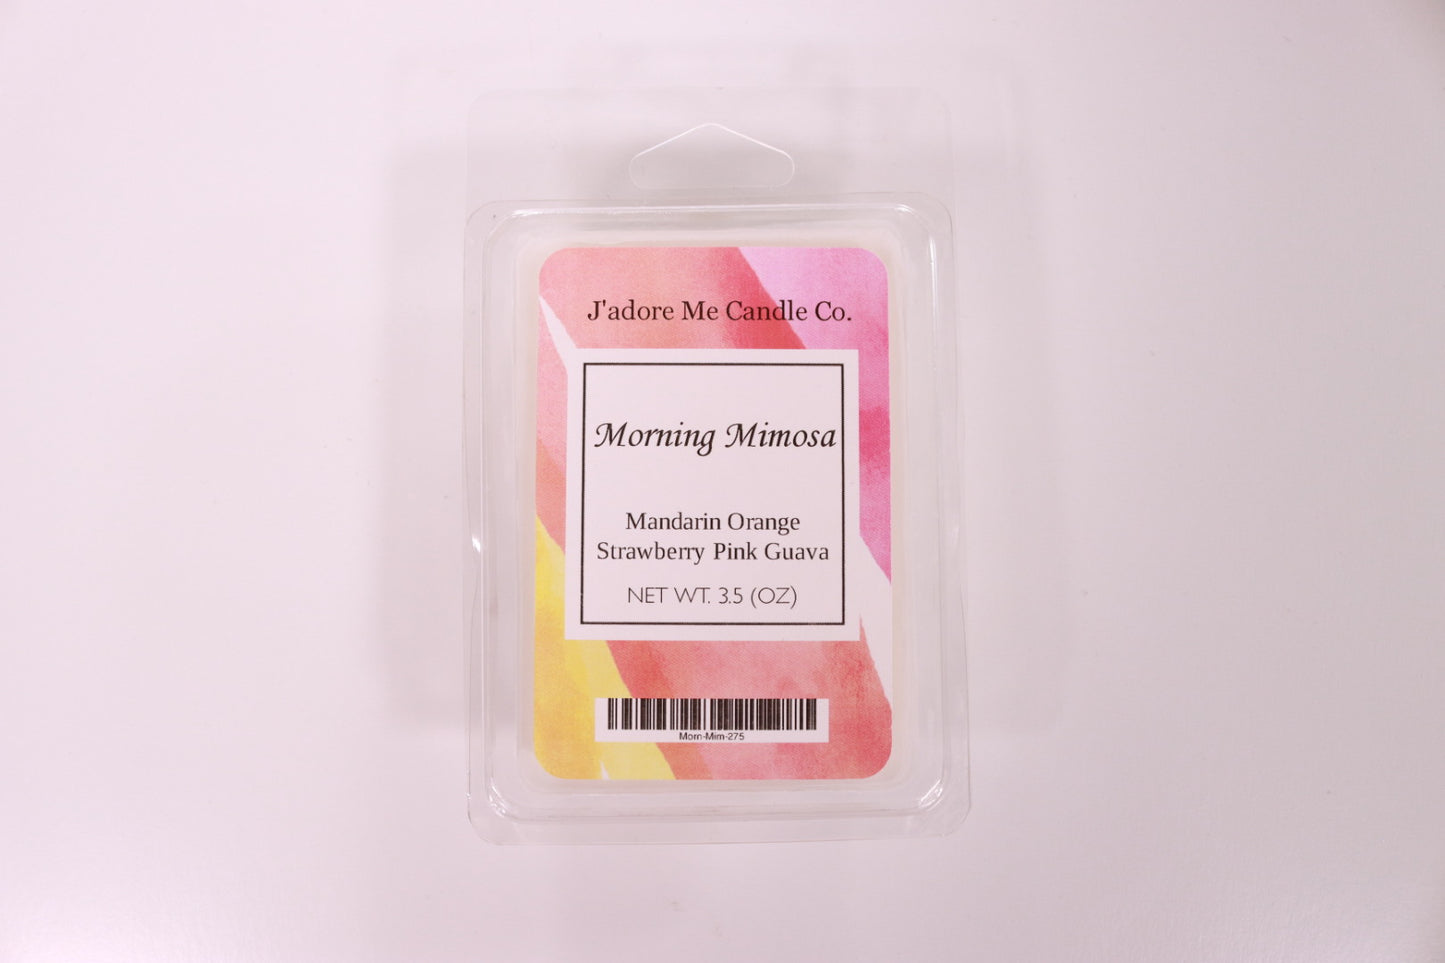 J'adore Me Candle Co.
Morning Mimosa
Mandarin Orange
Strawberry Pink Guava
NET WT. 3.5 (OZ)
Morn-Mim-275